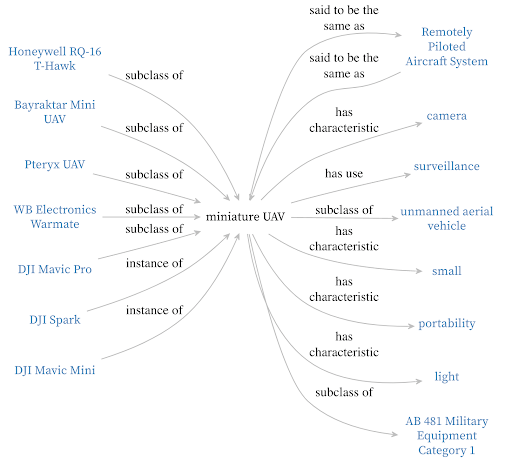 said to be the
same as
Remotely
Piloted
Aircraft System
Honeywell RQ-16
T-Hawk
subclass of
said to be the
same as
Bayraktar Mini
UAV
subclass of
has
characteristic
camera
Pteryx UAV
subclass of
has use
surveillance
WB Electronics
Warmate
subclass of
miniature UAV
subclass of
unmanned aerial
vehicle
subclass of
has
characteristic
DJI Mavic Pro
instance of
small
has
characteristic
DJI Spark
instance of
portability
has
characteristic
DJI Mavic Mini
light
subclass of
AB 481 Military
Equipment
Category 1